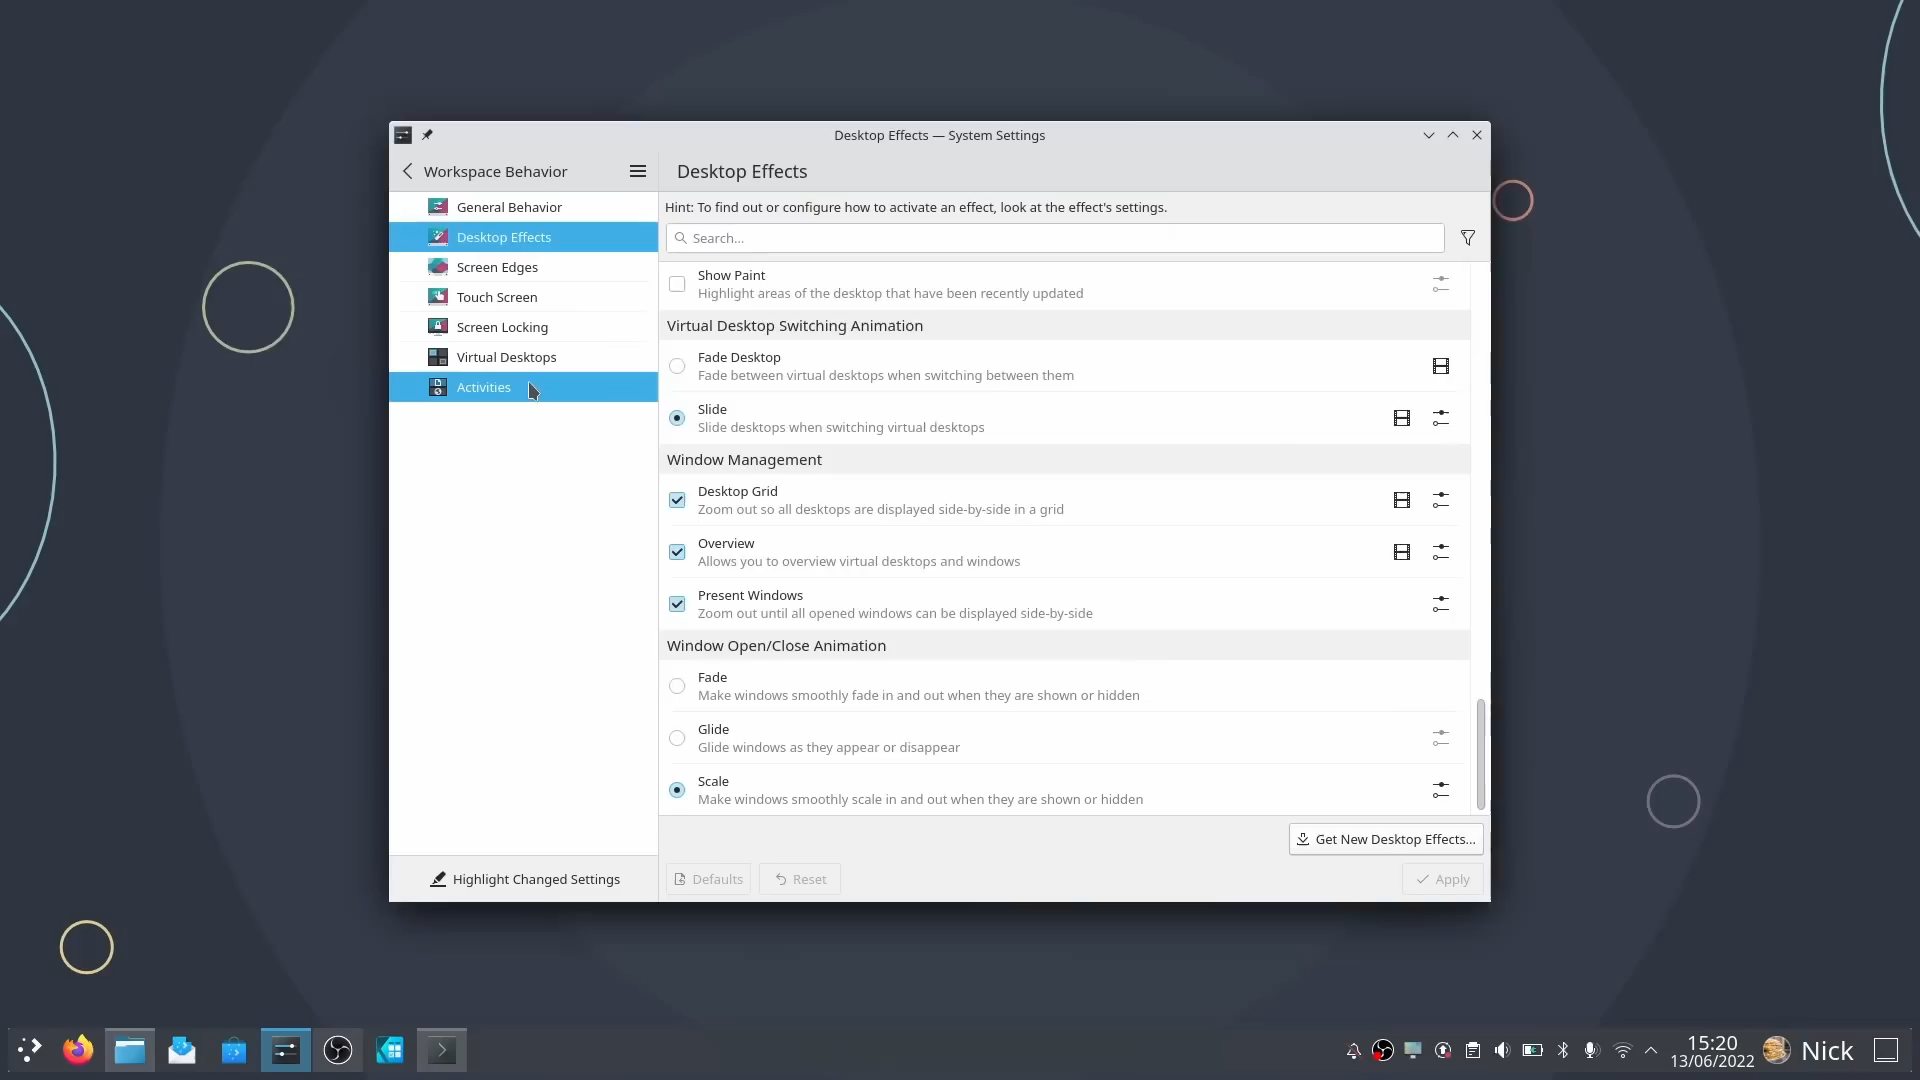 Desktop Effects — System Settings
Workspace Behavior
Desktop Effects
General Behavior
Desktop Effects
Screen Edges
Touch Screen
Screen Locking
Virtual Desktops
Activities
Highlight Changed Settings
Hint: To find out or configure how to activate an effect, look at the effect's settings.
Search...
Show Paint
Highlight areas of the desktop that have been recently updated
Virtual Desktop Switching Animation
Fade Desktop
Fade between virtual desktops when switching between them
Slide
Slide desktops when switching virtual desktops
Window Management
Desktop Grid
Zoom out so all desktops are displayed side-by-side in a grid
Overview
Allows you to overview virtual desktops and windows
Present Windows
Zoom out until all opened windows can be displayed side-by-side
Window Open/Close Animation
Fade
Make windows smoothly fade in and out when they are shown or hidden
Glide
Glide windows as they appear or disappear
Scale
Make windows smoothly scale in and out when they are shown or hidden
Get New Desktop Effects...
Defaults
Reset
Apply
15:20
13/06/2022
Nick